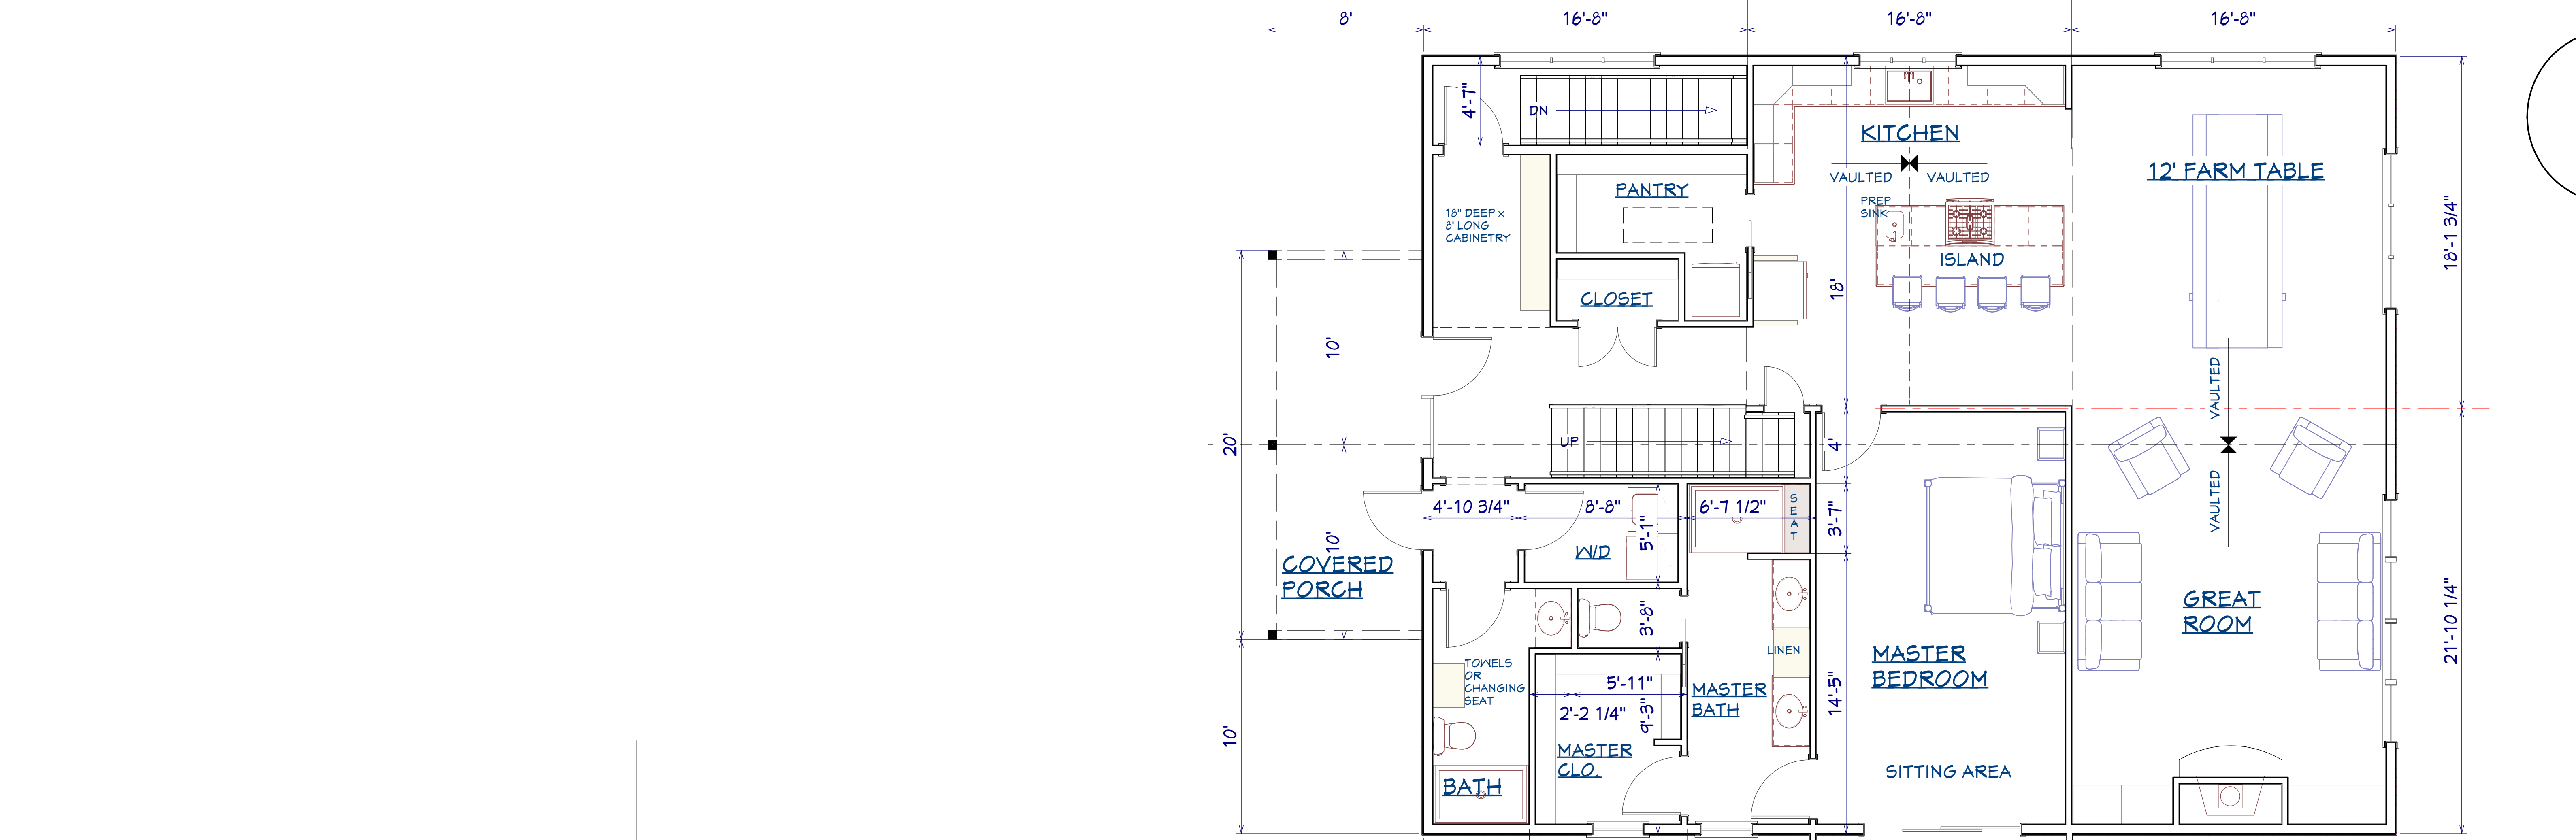 8'
16'-8"
16'-8"
16'-8"
4'-7"
DN
KITCHEN
VAULTED
VAULTED
12' FARM TABLE
PANTRY
PREP
SINK
18" DEEP x
8' LONG
CABINETRY
18'-1 3/4"
ISLAND
CLOSET
18'
10'
VAULTED
20'
UP
4'
VAULTED
4'-10 3/4"
8'-8"
6'-7 1/2"
SEAT
3'-7"
5'-1"
W/D
10'
COVERED
PORCH
3'-8"
GREAT
ROOM
21'-10 1/4"
LINEN
MASTER
BEDROOM
TOWELS
OR
CHANGING
SEAT
5'-11"
2'-2 1/4"
9'-3"
MASTER
BATH
14'-5"
10'
MASTER
CLO.
SITTING AREA
BATH